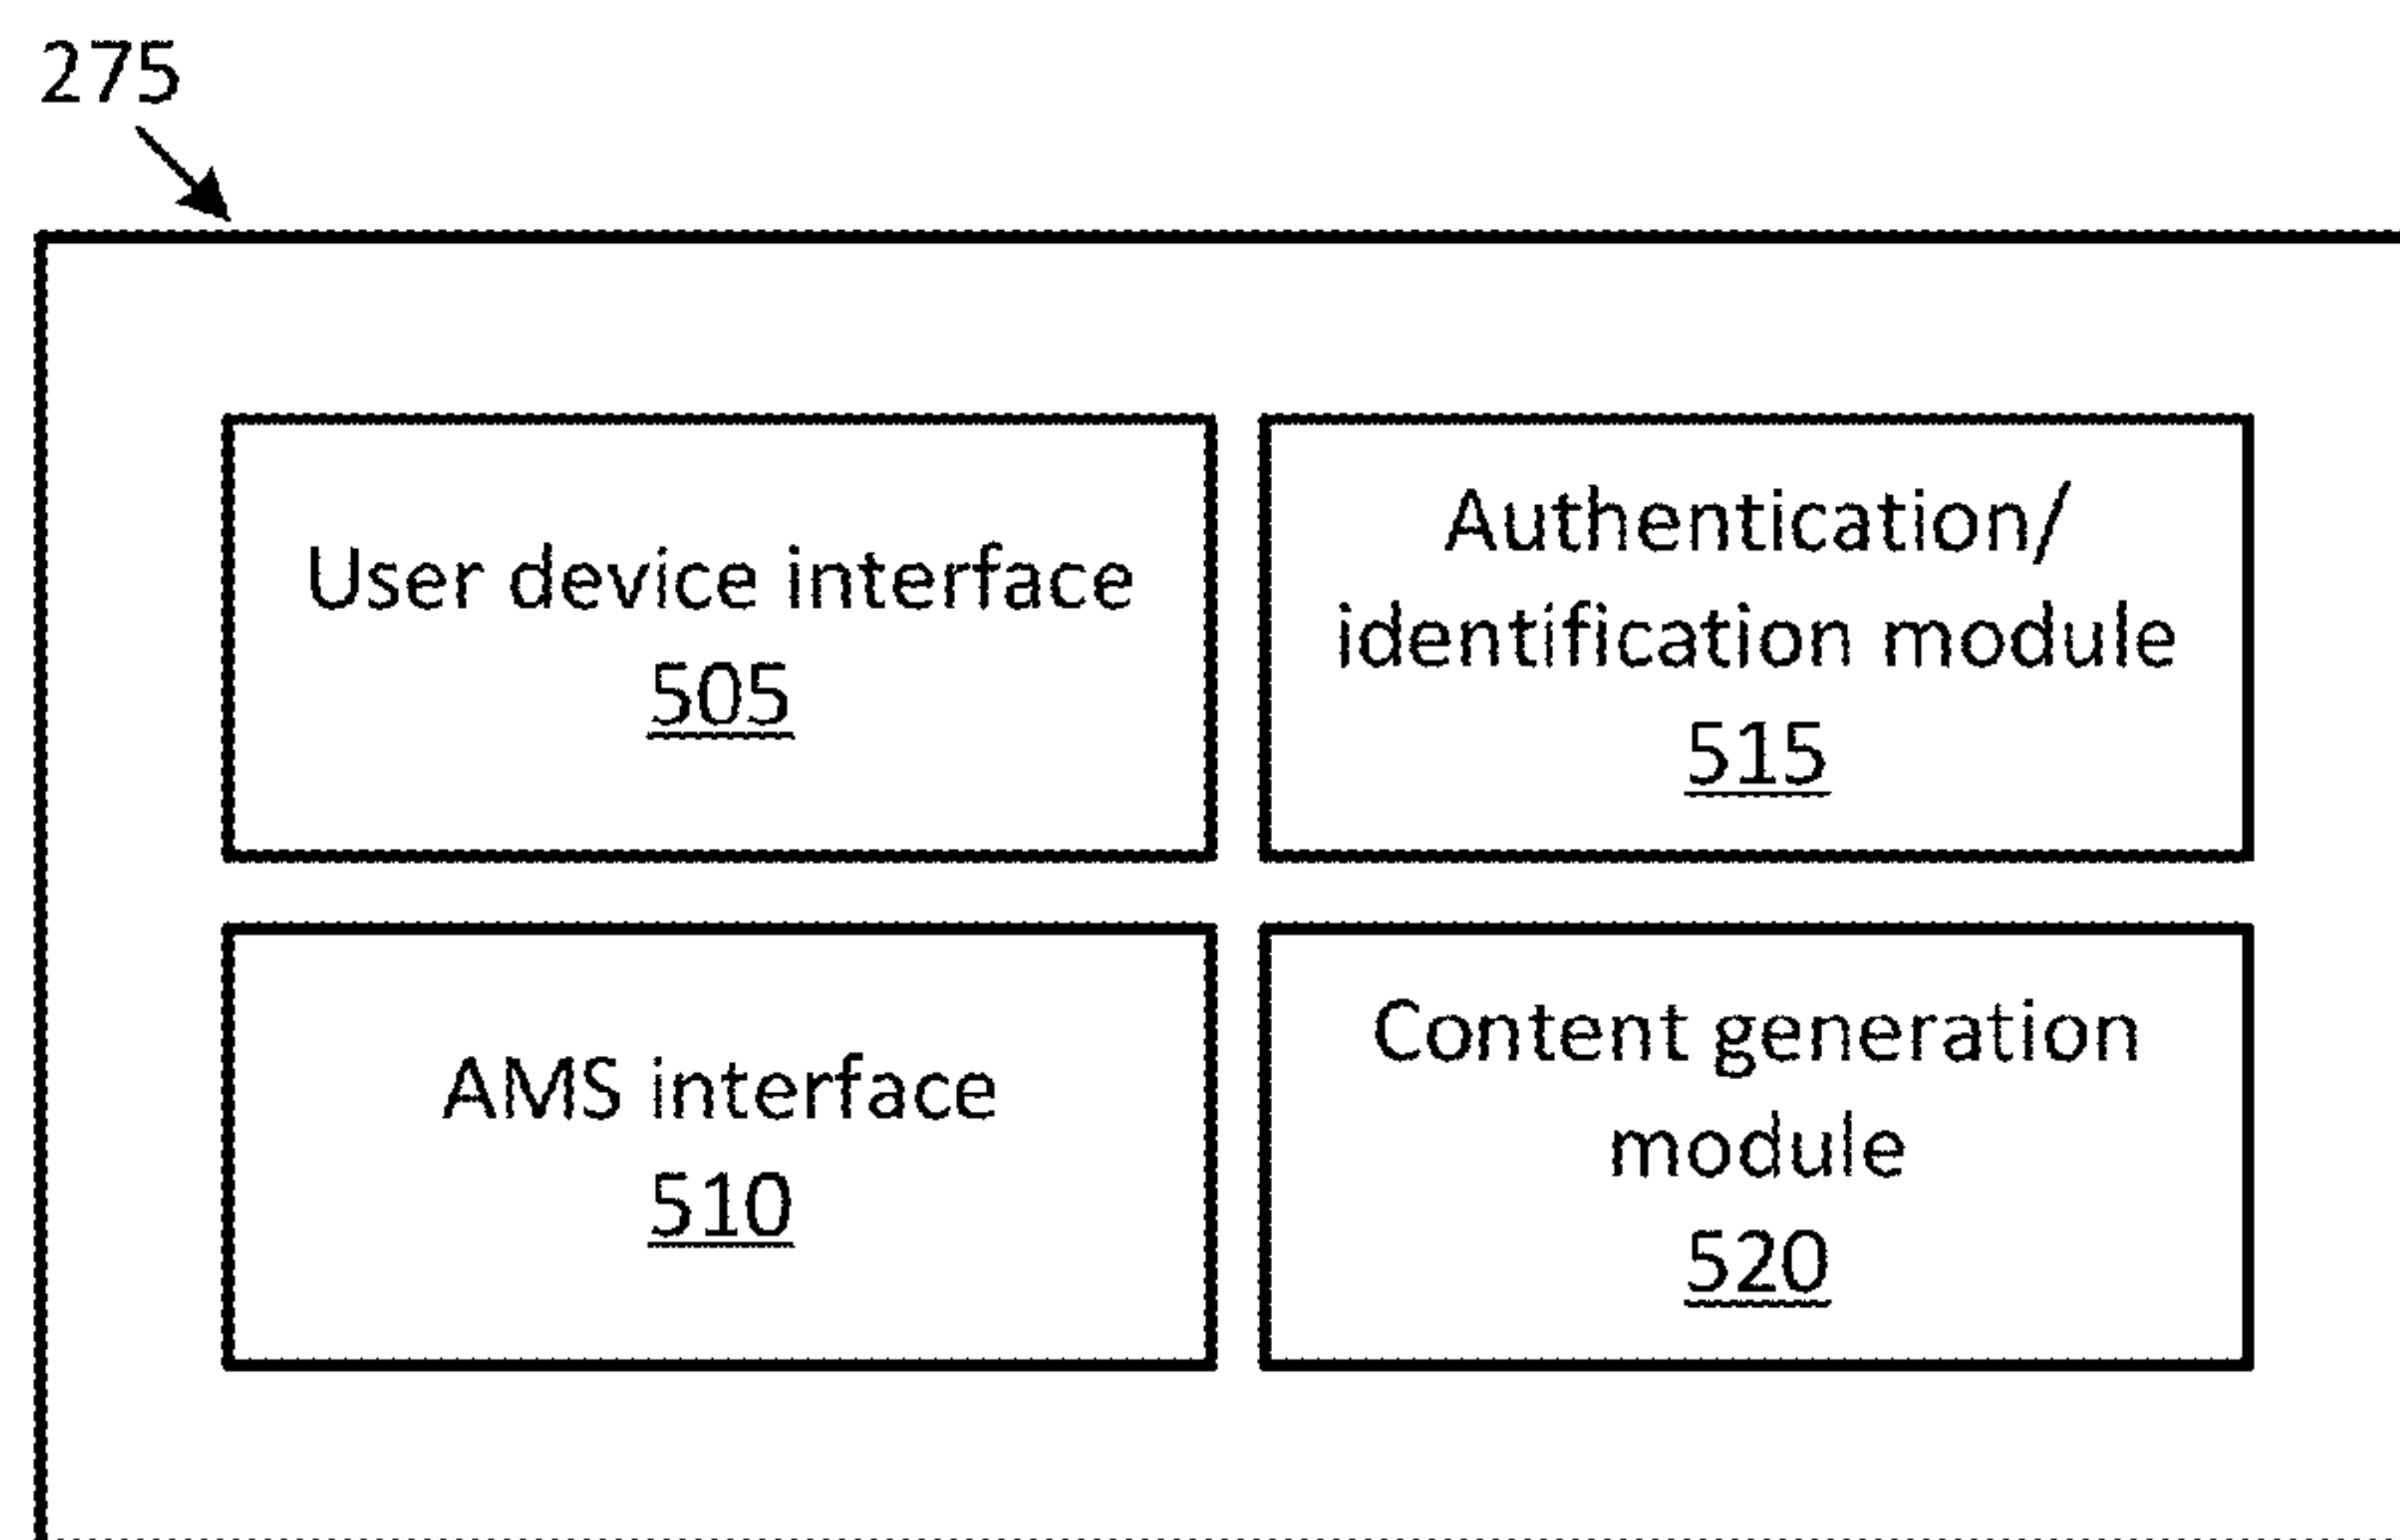 275
User device interface
505
Authentication/
identification module
515
AMS interface
510
Content generation
module
520